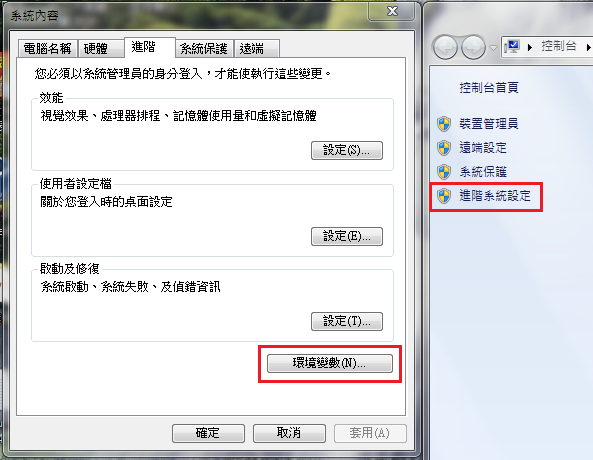 系統內容
電腦名稱 硬體 進階 系統保護 遠端
您必須以系統管理員的身分登入，才能使執行這些變更。
效能
視覺效果、處理器排程、記憶體使用量和虛擬記憶體
設定(S)...
使用者設定檔
關於您登入時的桌面設定
設定(E)...
啟動及修復
系統啟動、系統失敗、及偵錯資訊
設定(T)...
環境變數(N)...
確定 取消 套用(A)
控制台
控制台首頁
裝置管理員
遠端設定
系統保護
進階系統設定